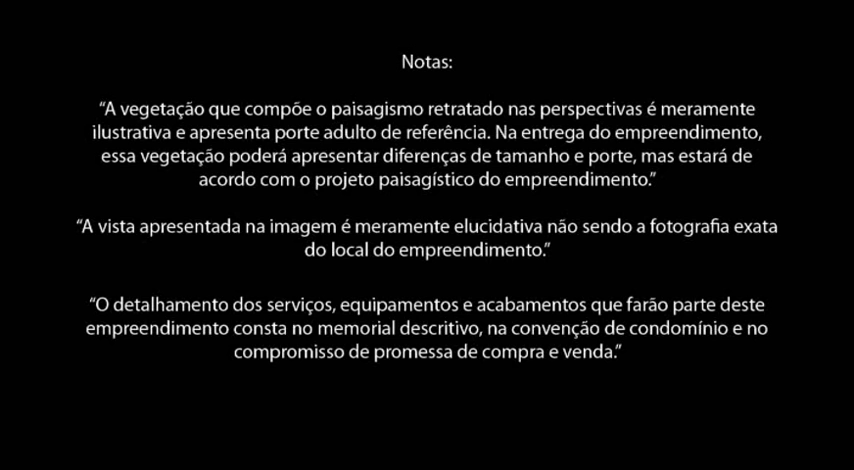 Notas:
“A vegetação que compõe o paisagismo retratado nas perspectivas é meramente
ilustrativa e apresenta porte adulto de referência. Na entrega do empreendimento,
essa vegetação poderá apresentar diferenças de tamanho e porte, mas estará de
acordo com o projeto paisagístico do empreendimento.”
“A vista apresentada na imagem é meramente elucidativa não sendo a fotografia exata
do local do empreendimento.”
“O detalhamento dos serviços, equipamentos e acabamentos que farão parte deste
empreendimento consta no memorial descritivo, na convenção de condomínio e no
compromisso de promessa de compra e venda.”